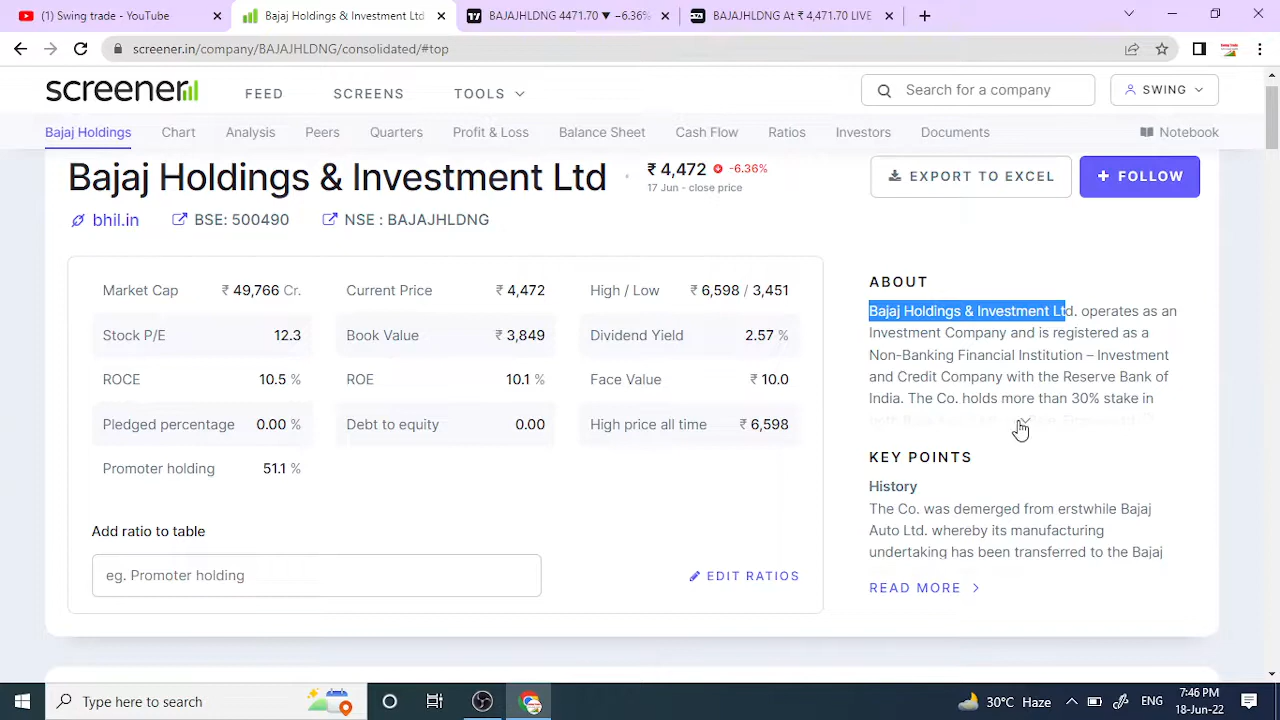 (1) Swing trading - YouTube
Bajaj Holdings & Investment Ltd
BAJAJHLDNG 4471.70 ▼ −6.36%
BAJAJHLDNG At ₹ 4,471.70 LIVE
screener.in/company/BAJAJHLDNG/consolidated/#top
screener
FEED
SCREENS
TOOLS
Search for a company
SWING
Bajaj Holdings
Chart
Analysis
Peers
Quarters
Profit & Loss
Balance Sheet
Cash Flow
Ratios
Investors
Documents
Notebook
Bajaj Holdings & Investment Ltd
₹ 4,472 -6.36%
17 Jun - close price
EXPORT TO EXCEL
+ FOLLOW
bhil.in
BSE: 500490
NSE : BAJAJHLDNG
Market Cap ₹ 49,766 Cr.
Current Price ₹ 4,472
High / Low ₹ 6,598 / 3,451
Stock P/E 12.3
Book Value ₹ 3,849
Dividend Yield 2.57 %
ROCE 10.5 %
ROE 10.1 %
Face Value ₹ 10.0
Pledged percentage 0.00 %
Debt to equity 0.00
High price all time ₹ 6,598
Promoter holding 51.1 %
Add ratio to table
eg. Promoter holding
EDIT RATIOS
ABOUT
Bajaj Holdings & Investment Ltd. operates as an
Investment Company and is registered as a
Non-Banking Financial Institution – Investment
and Credit Company with the Reserve Bank of
India. The Co. holds more than 30% stake in
KEY POINTS
History
The Co. was demerged from erstwhile Bajaj
Auto Ltd. whereby its manufacturing
undertaking has been transferred to the Bajaj
READ MORE
Type here to search
30°C Haze
ENG
7:46 PM
18-Jun-22